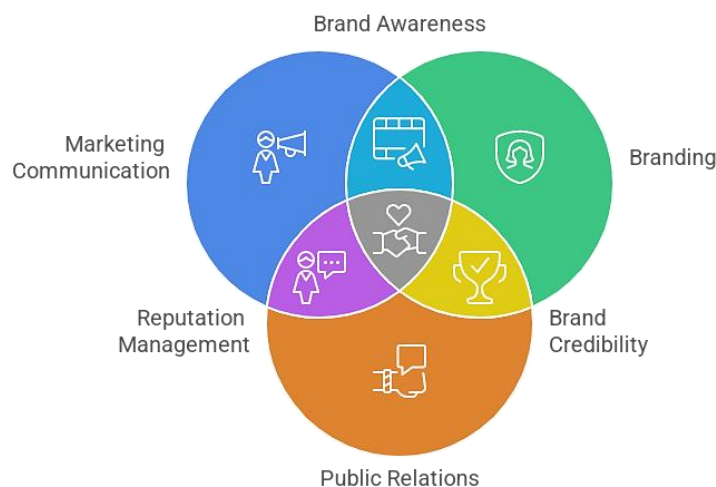 Brand Awareness
Marketing
Communication
Branding
Reputation
Management
Brand
Credibility
Public Relations